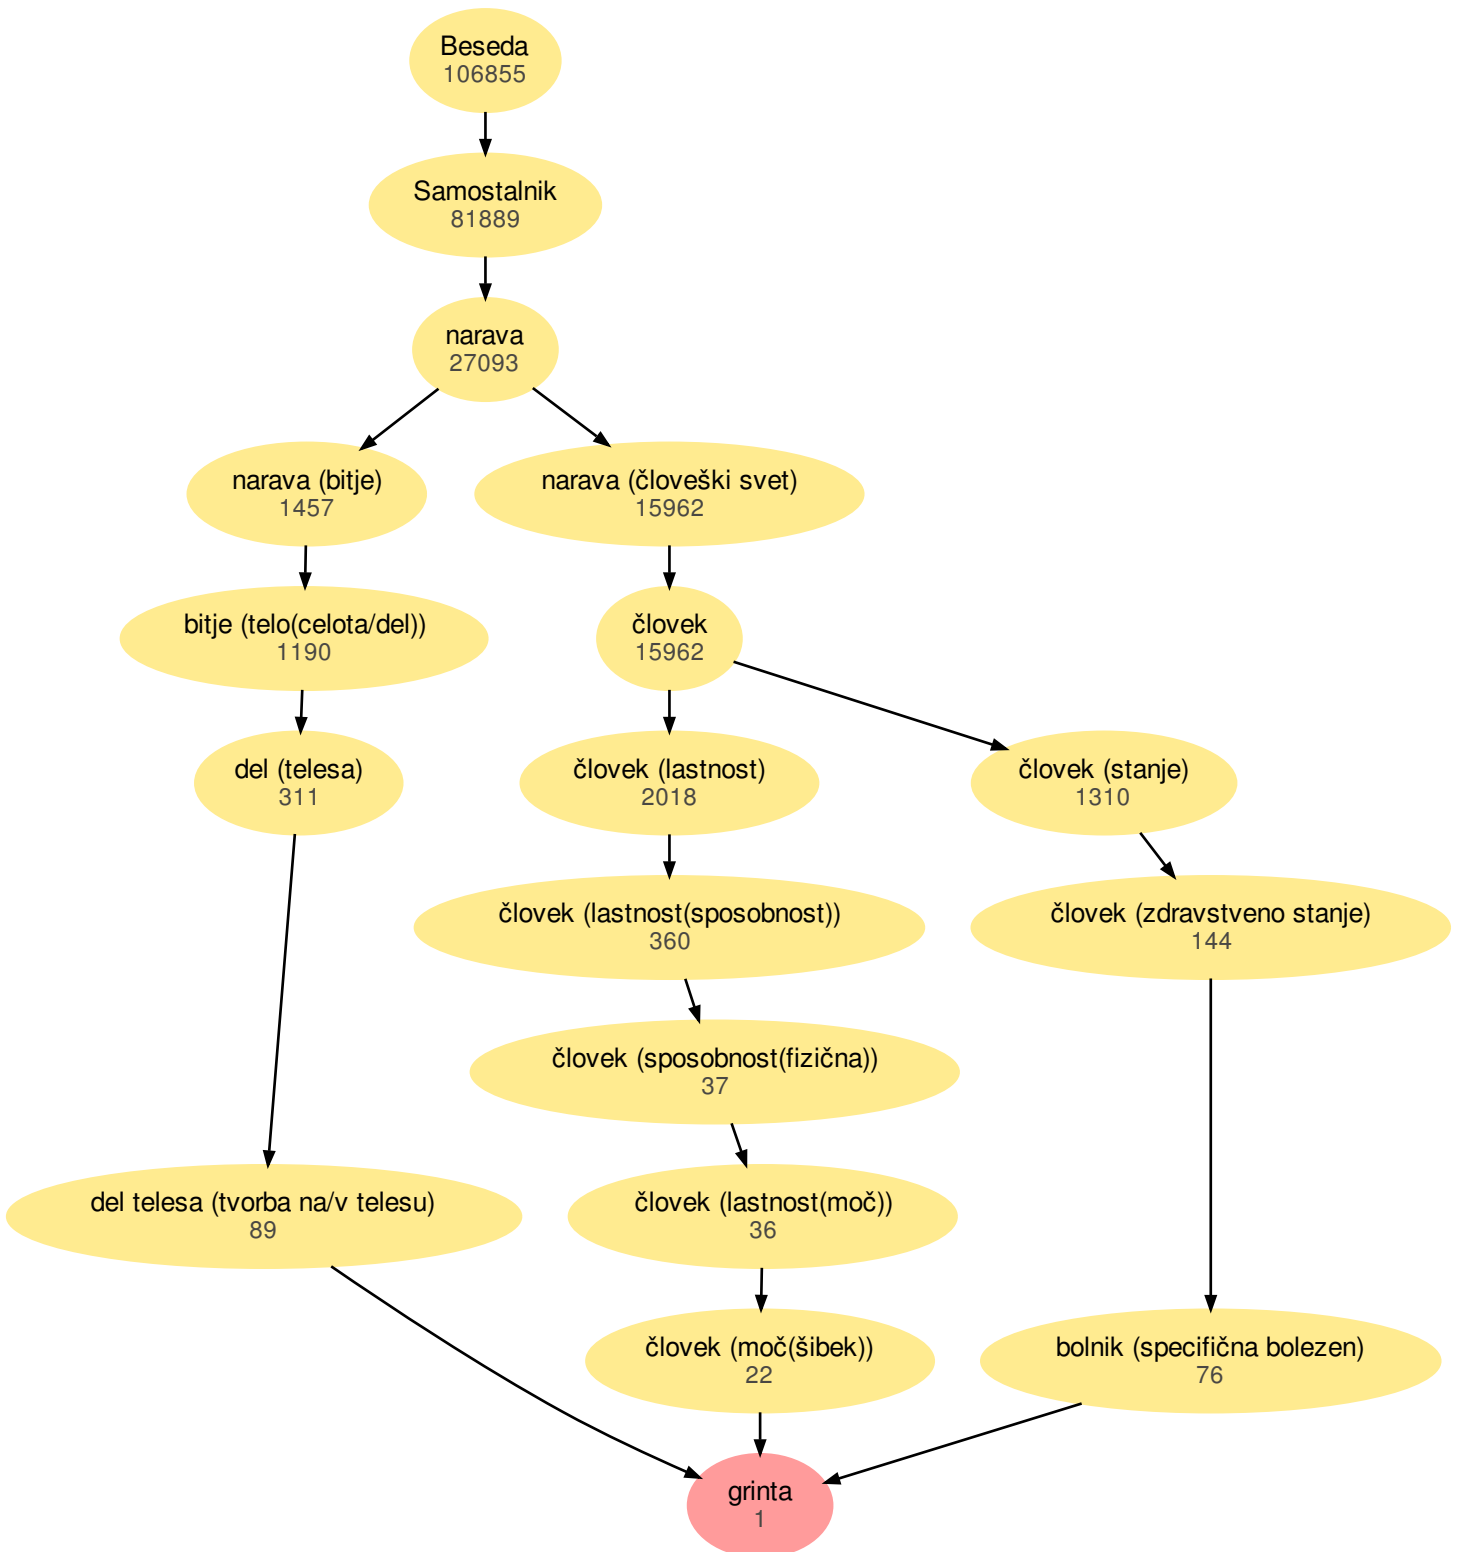 Beseda
106855
Samostalnik
81889
narava
27093
narava (bitje)
1457
narava (človeški svet)
15962
bitje (telo(celota/del))
1190
človek
15962
del (telesa)
311
človek (lastnost)
2018
človek (stanje)
1310
človek (lastnost(sposobnost))
360
človek (zdravstveno stanje)
144
človek (sposobnost(fizična))
37
del telesa (tvorba na/v telesu)
89
človek (lastnost(moč))
36
človek (moč(šibek))
22
bolnik (specifična bolezen)
76
grinta
1